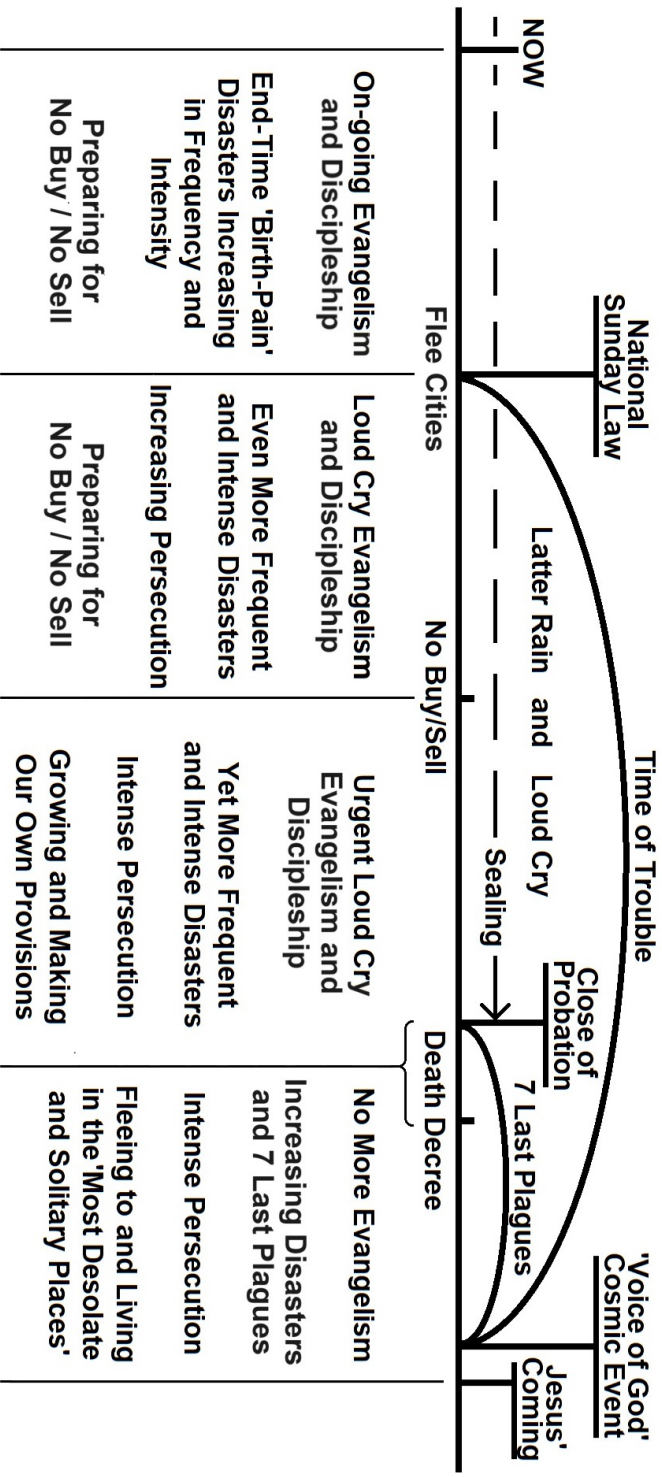 NOW
National
Sunday Law
Time of Trouble
Latter Rain and Loud Cry
Sealing
Close of
Probation
7 Last Plagues
'Voice of God'
Cosmic Event
Jesus'
Coming
Flee Cities
No Buy/Sell
Death Decree
On-going Evangelism
and Discipleship
End-Time 'Birth-Pain'
Disasters Increasing
in Frequency and
Intensity
Preparing for
No Buy / No Sell
Loud Cry Evangelism
and Discipleship
Even More Frequent
and Intense Disasters
Increasing Persecution
Preparing for
No Buy / No Sell
Urgent Loud Cry
Evangelism and
Discipleship
Yet More Frequent
and Intense Disasters
Intense Persecution
Growing and Making
Our Own Provisions
No More Evangelism
Increasing Disasters
and 7 Last Plagues
Intense Persecution
Fleeing to and Living
in the 'Most Desolate
and Solitary Places'